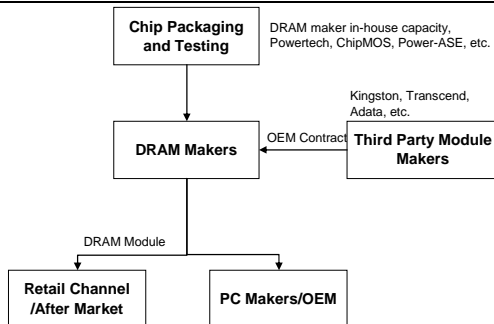 Chip Packaging
and Testing
DRAM maker in-house capacity,
Powertech, ChipMOS, Power-ASE, etc.
Kingston, Transcend,
Adata, etc.
OEM Contract
DRAM Makers
Third Party Module
Makers
DRAM Module
Retail Channel
/After Market
PC Makers/OEM